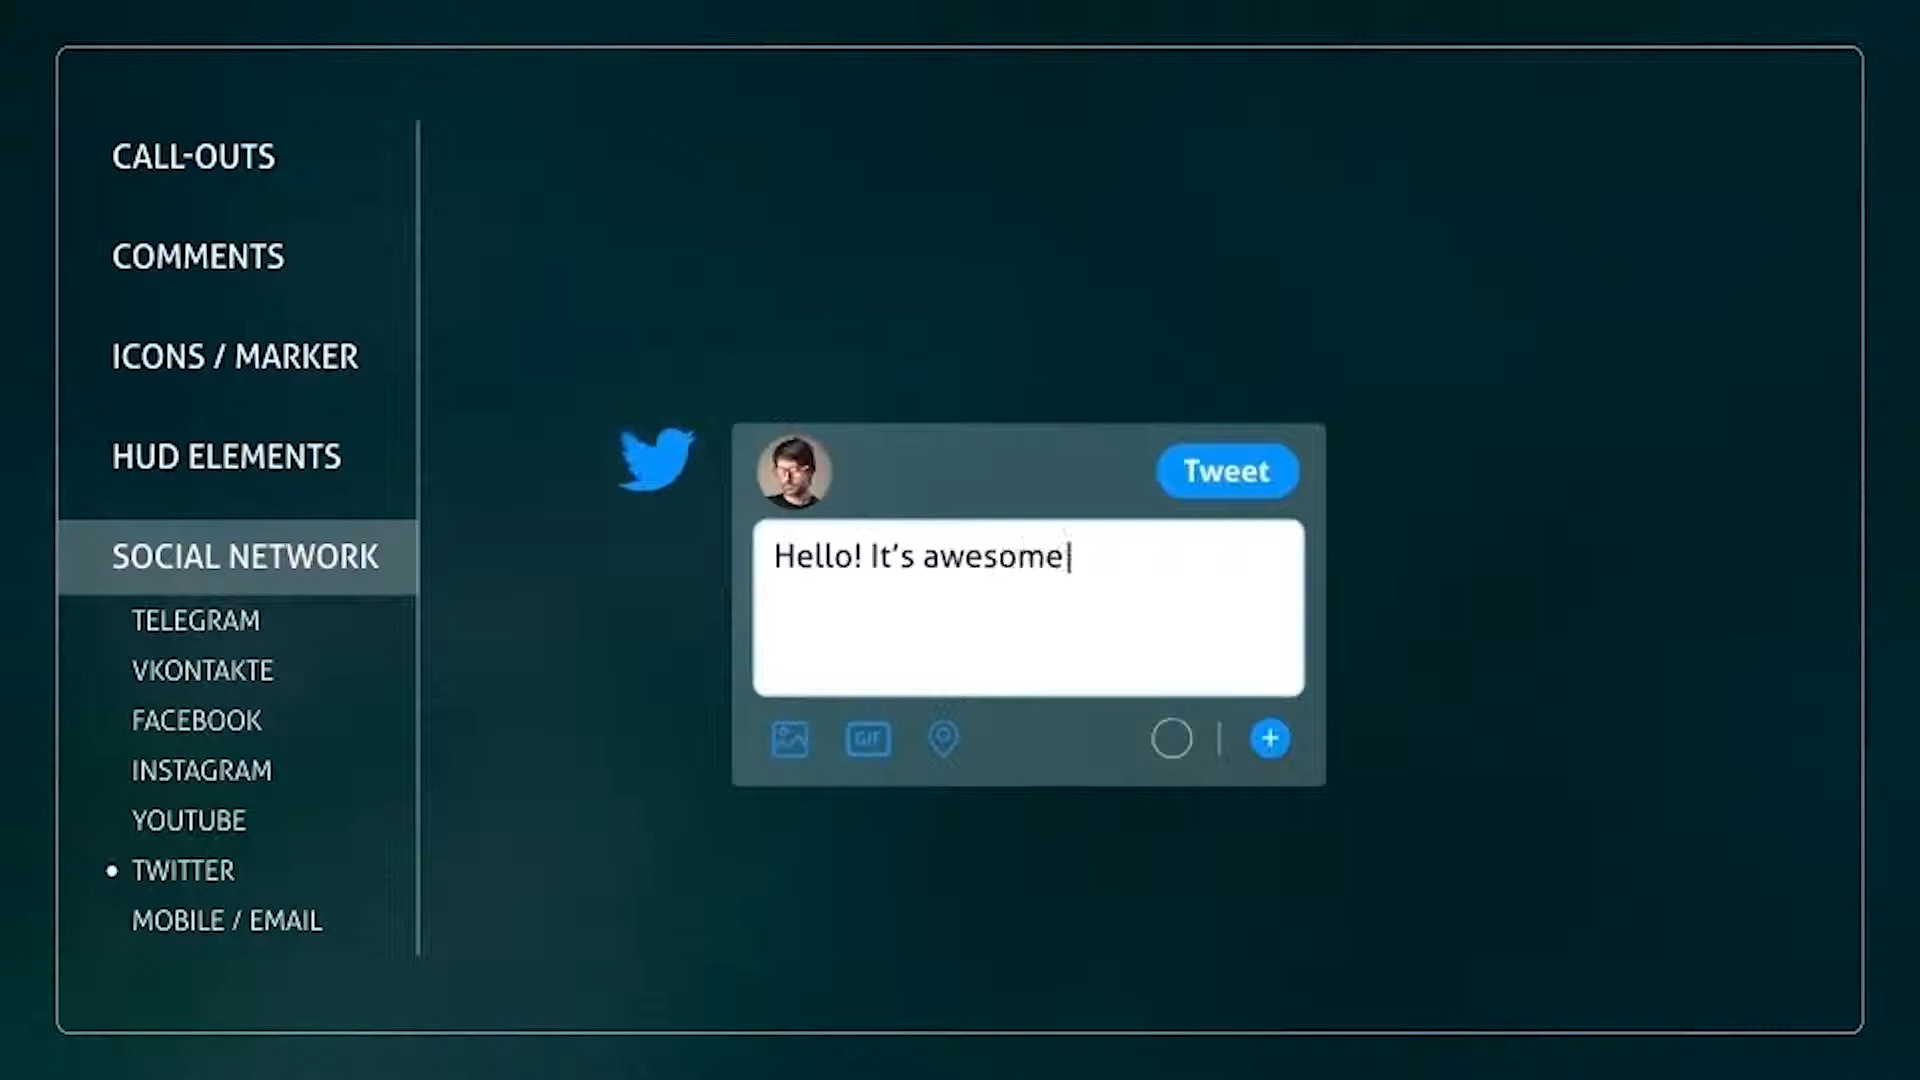 CALL-OUTS
COMMENTS
ICONS / MARKER
HUD ELEMENTS
SOCIAL NETWORK
TELEGRAM
VKONTAKTE
FACEBOOK
INSTAGRAM
YOUTUBE
TWITTER
MOBILE / EMAIL
Tweet
Hello! It's awesome
GIF